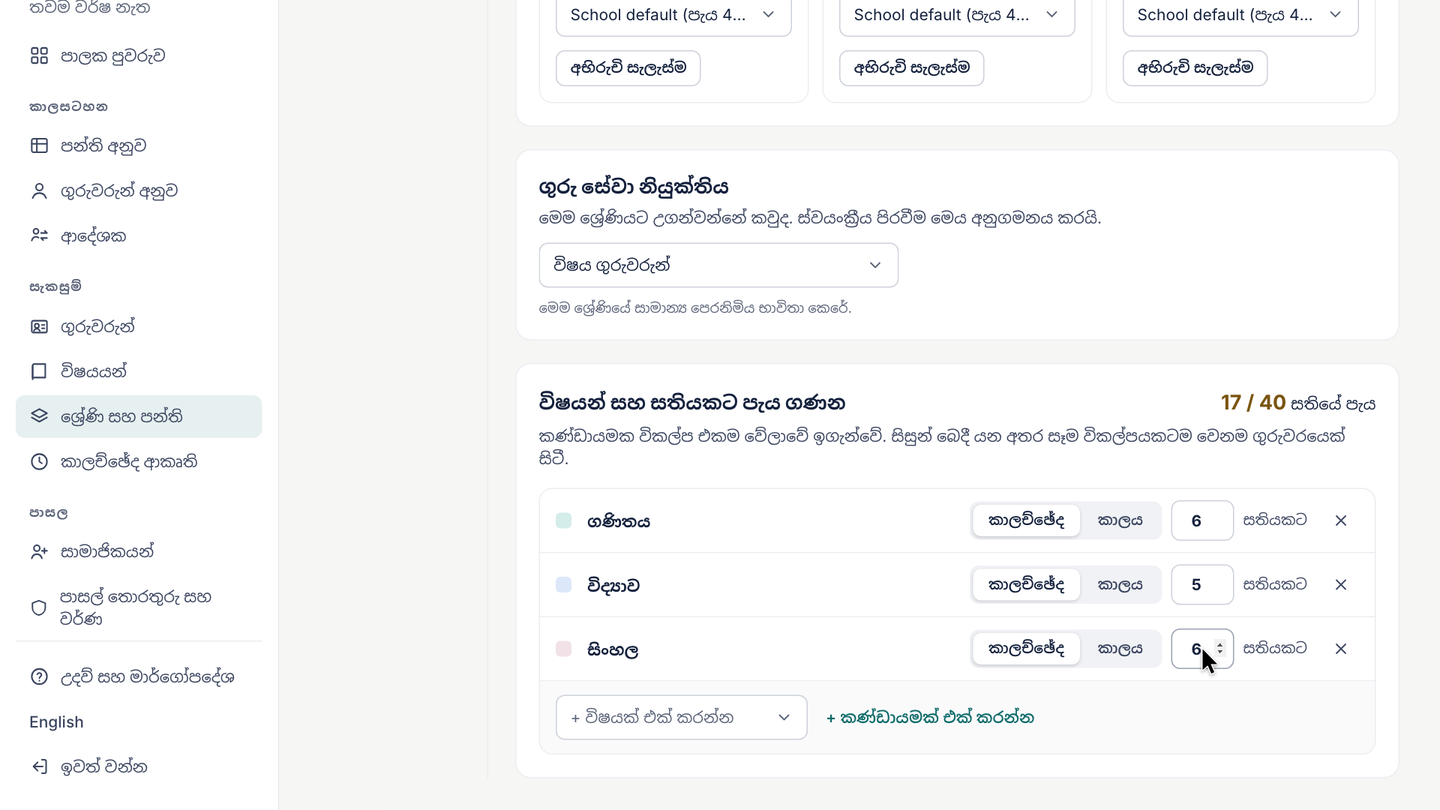 තවම වර්ෂ නැත
පාලක පුවරුව
කාලසටහන
පන්ති අනුව
ගුරුවරුන් අනුව
ආදේශක
සැකසුම්
ගුරුවරුන්
විෂයයන්
ශ්‍රේණි සහ පන්ති
කාලච්ඡේද ආකෘති
පාසල
සාමාජිකයන්
පාසල් තොරතුරු සහ
වර්ණ
උදව් සහ මාර්ගෝපදේශ
English
ඉවත් වන්න
School default (පැය 4... School default (පැය 4... School default (පැය 4...
අභිරුචි සැලැස්ම අභිරුචි සැලැස්ම අභිරුචි සැලැස්ම
ගුරු සේවා නියුක්තිය
මෙම ශ්‍රේණියට උගන්වන්නේ කවුද. ස්වයංක්‍රීය පිරවීම මෙය අනුගමනය කරයි.
විෂය ගුරුවරුන්
මෙම ශ්‍රේණියේ සාමාන්‍ය පෙරනිමිය භාවිතා කෙරේ.
විෂයන් සහ සතියකට පැය ගණන 17 / 40 සතියේ පැය
කණ්ඩායමක විකල්ප එකම වේලාවේ ඉගැන්වේ. සිසුන් බෙදී යන අතර සෑම විකල්පයකටම වෙනම ගුරුවරයෙක්
සිටී.
ගණිතය කාලච්ඡේද කාලය 6 සතියකට
විද්‍යාව කාලච්ඡේද කාලය 5 සතියකට
සිංහල කාලච්ඡේද කාලය 6 සතියකට
+ විෂයක් එක් කරන්න + කණ්ඩායමක් එක් කරන්න